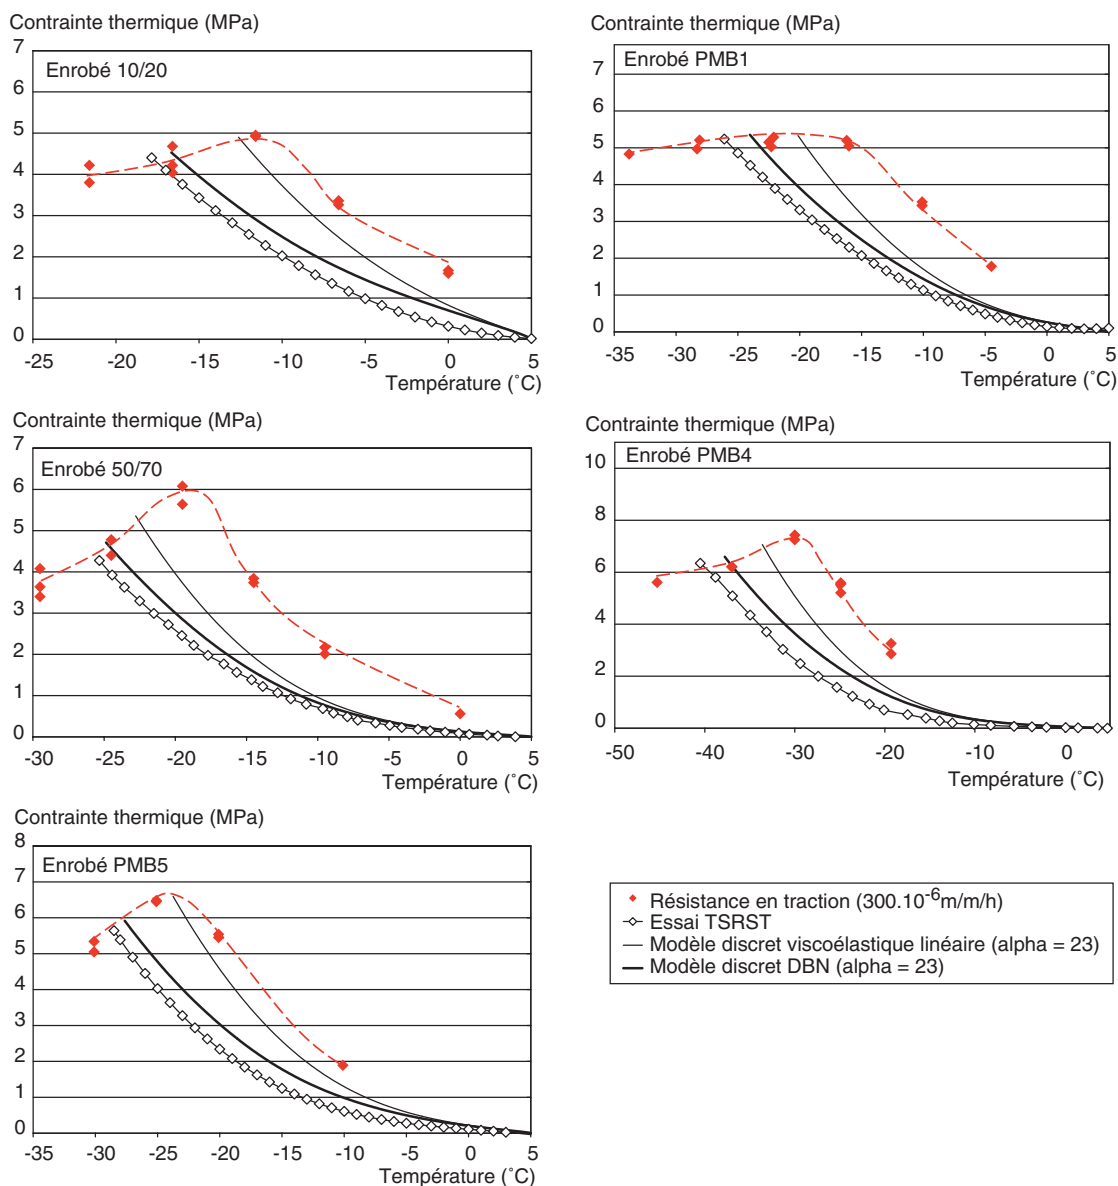 Contrainte thermique (MPa)
Enrobé 10/20
7
6
5
4
3
2
1
0
-25 -20 -15 -10 -5 0 5
Température (˚C)
Contrainte thermique (MPa)
Enrobé PMB1
7
6
5
4
3
2
1
0
-35 -30 -25 -20 -15 -10 -5 0 5
Température (˚C)
Contrainte thermique (MPa)
Enrobé 50/70
7
6
5
4
3
2
1
0
-30 -25 -20 -15 -10 -5 0 5
Température (˚C)
Contrainte thermique (MPa)
Enrobé PMB4
10
8
6
4
2
0
-50 -40 -30 -20 -10 0
Température (˚C)
Contrainte thermique (MPa)
Enrobé PMB5
8
7
6
5
4
3
2
1
0
-35 -30 -25 -20 -15 -10 -5 0 5
Température (˚C)
Résistance en traction (300.10-6m/m/h)
Essai TSRST
Modèle discret viscoélastique linéaire (alpha = 23)
Modèle discret DBN (alpha = 23)